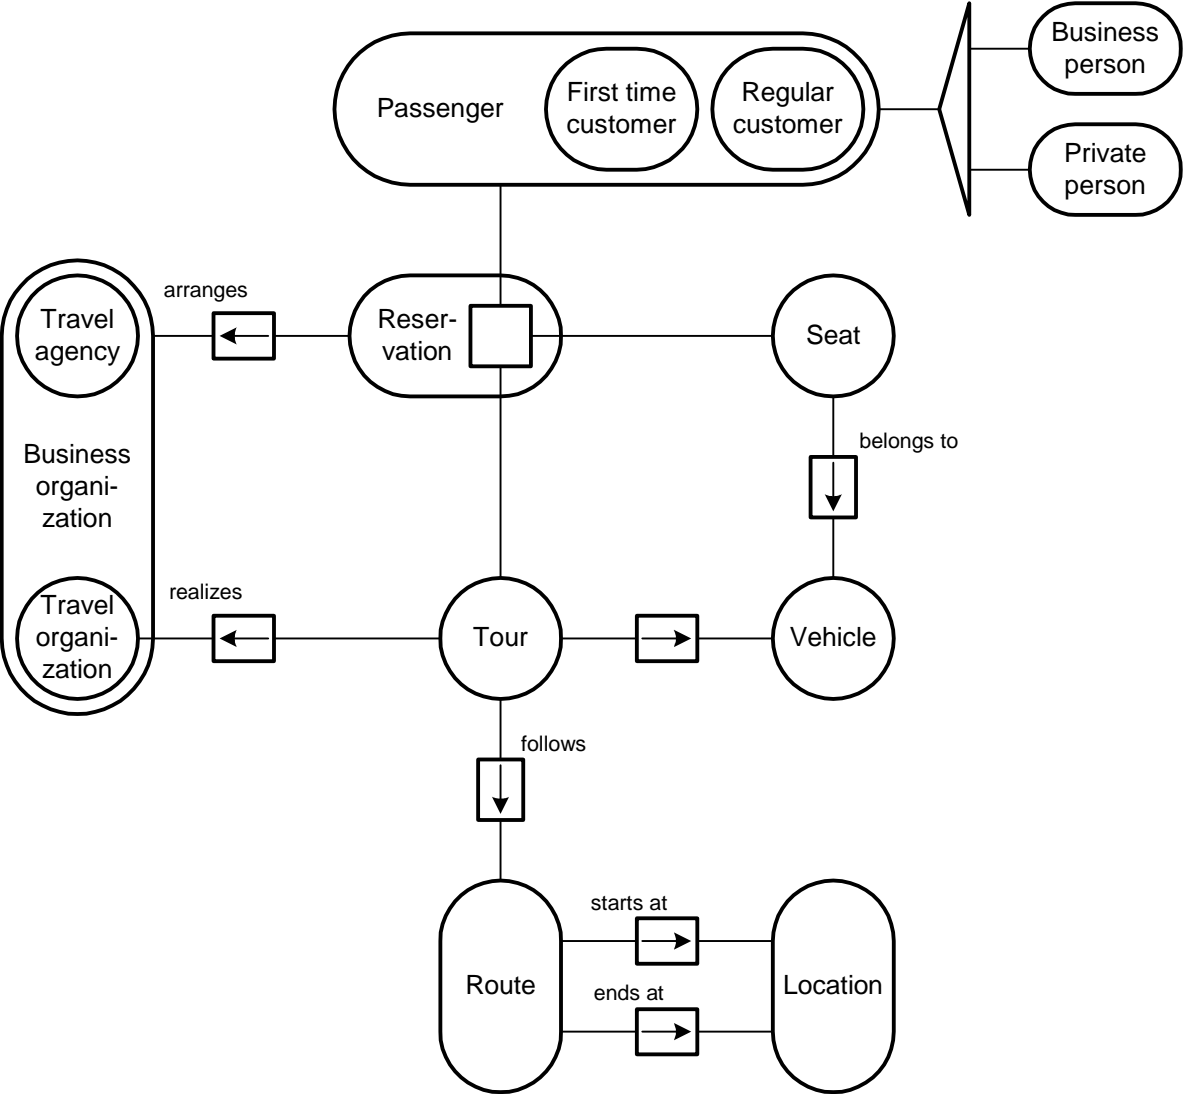 Business
person
Passenger
First time
customer
Regular
customer
Private
person
arranges
Travel
agency
Reser-
vation
Seat
belongs to
Business
organi-
zation
realizes
Travel
organi-
zation
Tour
Vehicle
follows
starts at
Route
Location
ends at